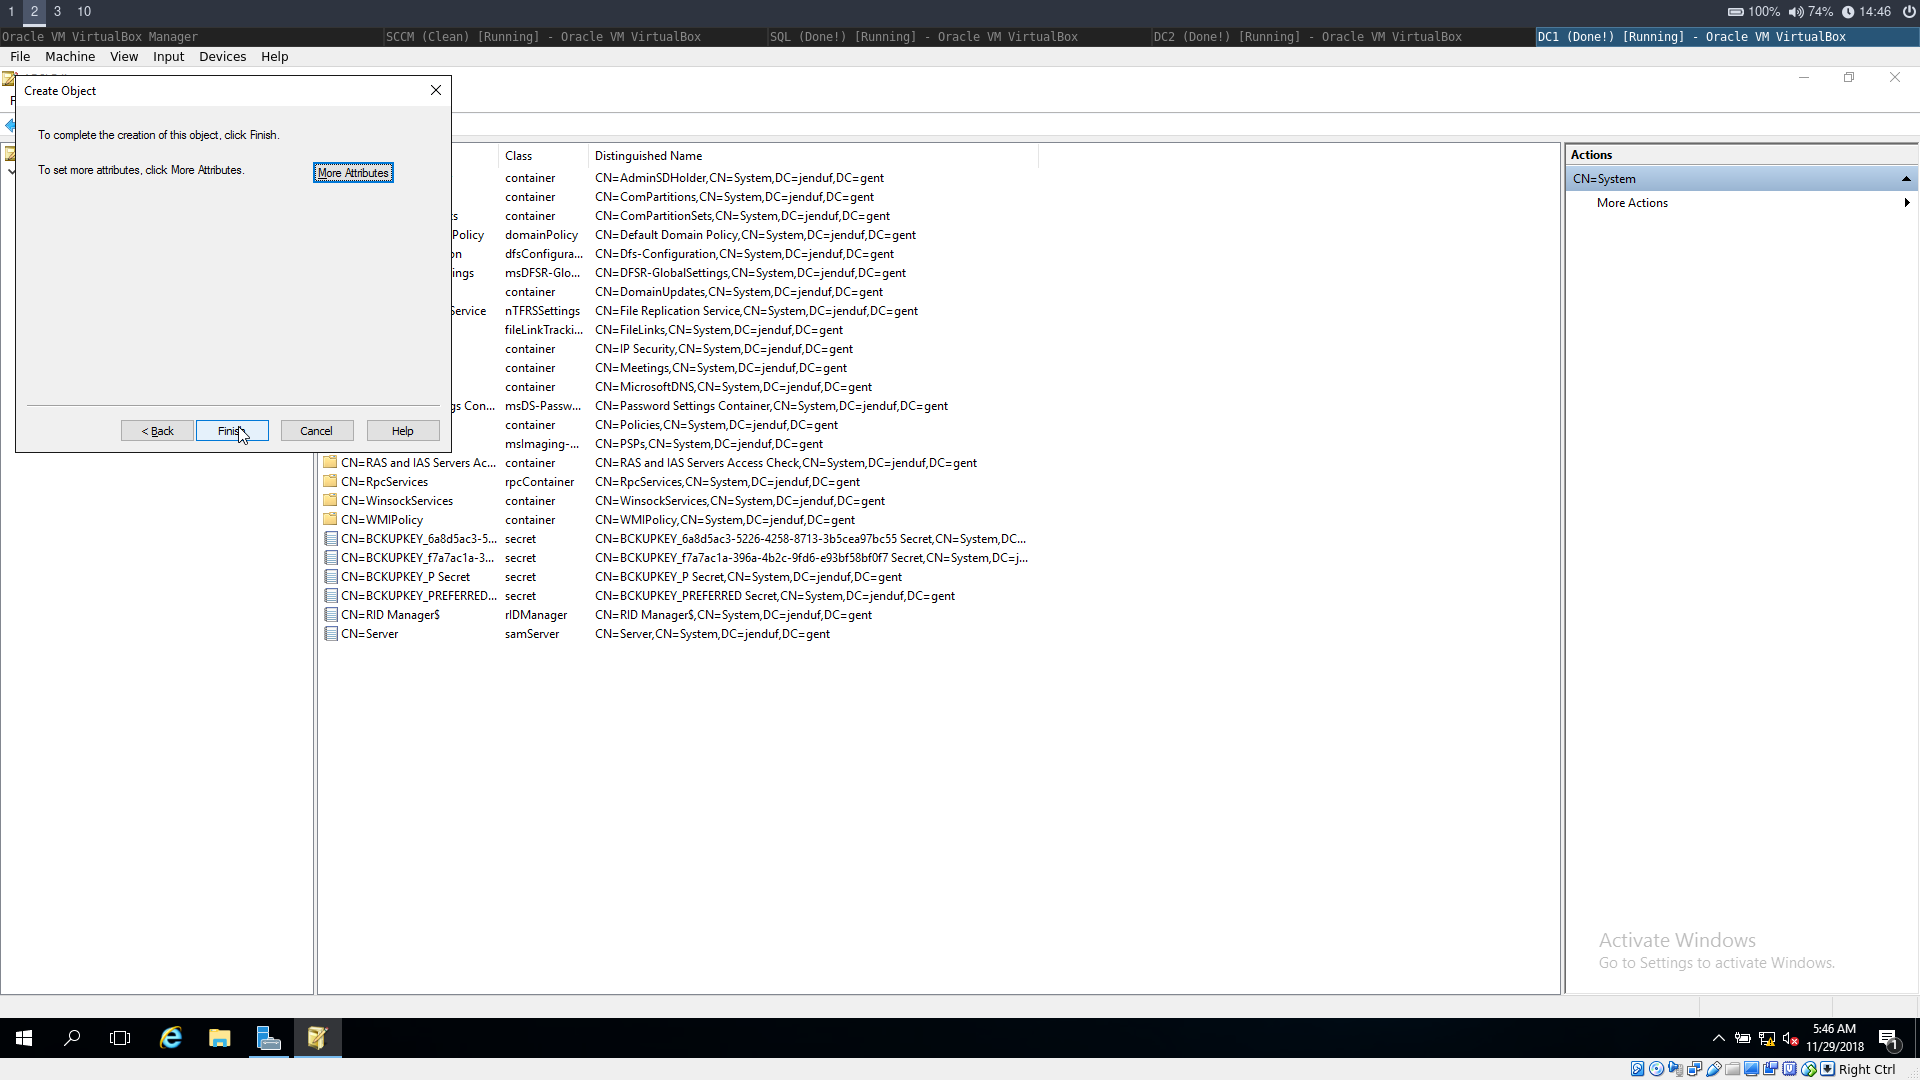 1 2 3 10
100% 74% 14:46
Oracle VM VirtualBox Manager
SCCM (Clean) [Running] - Oracle VM VirtualBox
SQL (Done!) [Running] - Oracle VM VirtualBox
DC2 (Done!) [Running] - Oracle VM VirtualBox
DC1 (Done!) [Running] - Oracle VM VirtualBox
File Machine View Input Devices Help
Create Object
To complete the creation of this object, click Finish.
To set more attributes, click More Attributes.
More Attributes
< Back
Finish
Cancel
Help
Class Distinguished Name
container CN=AdminSDHolder,CN=System,DC=jenduf,DC=gent
container CN=ComPartitions,CN=System,DC=jenduf,DC=gent
ts container CN=ComPartitionSets,CN=System,DC=jenduf,DC=gent
Policy domainPolicy CN=Default Domain Policy,CN=System,DC=jenduf,DC=gent
on dfsConfigura... CN=Dfs-Configuration,CN=System,DC=jenduf,DC=gent
ings msDFSR-Glo... CN=DFSR-GlobalSettings,CN=System,DC=jenduf,DC=gent
container CN=DomainUpdates,CN=System,DC=jenduf,DC=gent
Service nTFRSSettings CN=File Replication Service,CN=System,DC=jenduf,DC=gent
fileLinkTracki... CN=FileLinks,CN=System,DC=jenduf,DC=gent
container CN=IP Security,CN=System,DC=jenduf,DC=gent
container CN=Meetings,CN=System,DC=jenduf,DC=gent
container CN=MicrosoftDNS,CN=System,DC=jenduf,DC=gent
gs Con... msDS-Passw... CN=Password Settings Container,CN=System,DC=jenduf,DC=gent
container CN=Policies,CN=System,DC=jenduf,DC=gent
msImaging-... CN=PSPs,CN=System,DC=jenduf,DC=gent
CN=RAS and IAS Servers Ac... container CN=RAS and IAS Servers Access Check,CN=System,DC=jenduf,DC=gent
CN=RpcServices rpcContainer CN=RpcServices,CN=System,DC=jenduf,DC=gent
CN=WinsockServices container CN=WinsockServices,CN=System,DC=jenduf,DC=gent
CN=WMIPolicy container CN=WMIPolicy,CN=System,DC=jenduf,DC=gent
CN=BCKUPKEY_6a8d5ac3-5... secret CN=BCKUPKEY_6a8d5ac3-5226-4258-8713-3b5cea97bc55 Secret,CN=System,DC...
CN=BCKUPKEY_f7a7ac1a-3... secret CN=BCKUPKEY_f7a7ac1a-396a-4b2c-9fd6-e93bf58bf0f7 Secret,CN=System,DC=j...
CN=BCKUPKEY_P Secret secret CN=BCKUPKEY_P Secret,CN=System,DC=jenduf,DC=gent
CN=BCKUPKEY_PREFERRED... secret CN=BCKUPKEY_PREFERRED Secret,CN=System,DC=jenduf,DC=gent
CN=RID Manager$ rIDManager CN=RID Manager$,CN=System,DC=jenduf,DC=gent
CN=Server samServer CN=Server,CN=System,DC=jenduf,DC=gent
Actions
CN=System
More Actions
Activate Windows
Go to Settings to activate Windows.
5:46 AM
11/29/2018
1
Right Ctrl